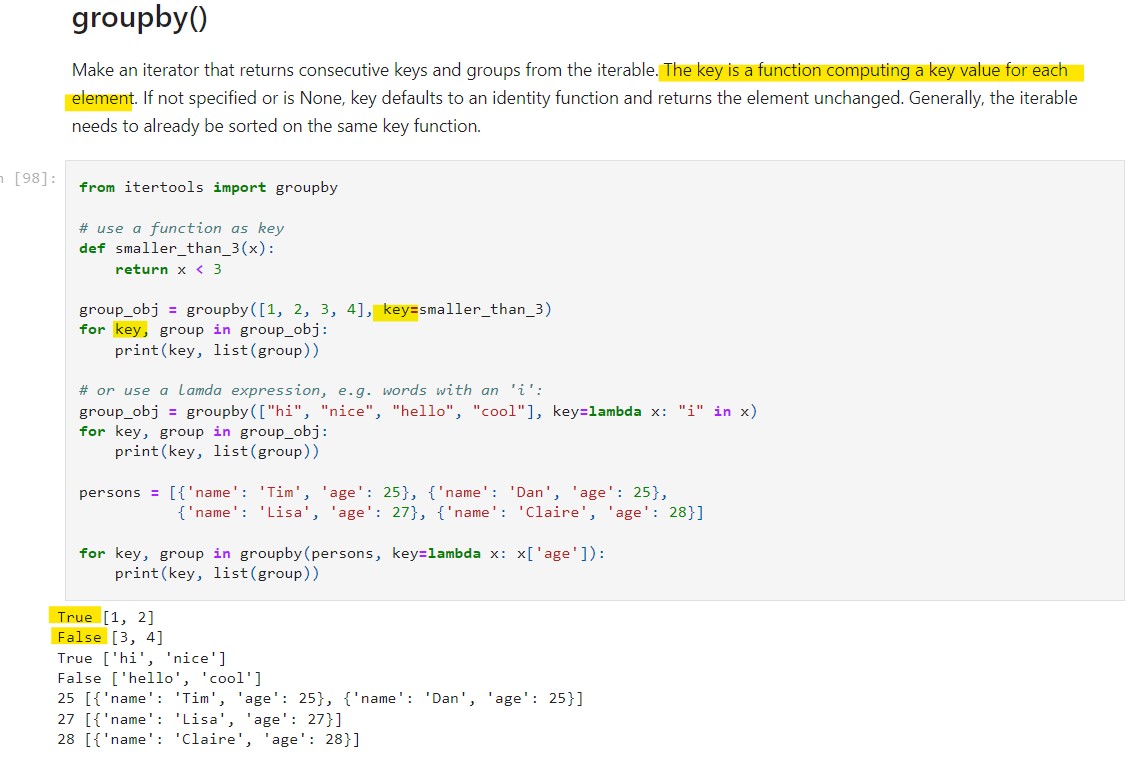 groupby()
Make an iterator that returns consecutive keys and groups from the iterable. The key is a function computing a key value for each
element. If not specified or is None, key defaults to an identity function and returns the element unchanged. Generally, the iterable
needs to already be sorted on the same key function.
[98]:
from itertools import groupby
# use a function as key
def smaller_than_3(x):
    return x < 3
group_obj = groupby([1, 2, 3, 4], key=smaller_than_3)
for key, group in group_obj:
    print(key, list(group))
# or use a lamda expression, e.g. words with an 'i':
group_obj = groupby(["hi", "nice", "hello", "cool"], key=lambda x: "i" in x)
for key, group in group_obj:
    print(key, list(group))
persons = [{'name': 'Tim', 'age': 25}, {'name': 'Dan', 'age': 25},
           {'name': 'Lisa', 'age': 27}, {'name': 'Claire', 'age': 28}]
for key, group in groupby(persons, key=lambda x: x['age']):
    print(key, list(group))
True [1, 2]
False [3, 4]
True ['hi', 'nice']
False ['hello', 'cool']
25 [{'name': 'Tim', 'age': 25}, {'name': 'Dan', 'age': 25}]
27 [{'name': 'Lisa', 'age': 27}]
28 [{'name': 'Claire', 'age': 28}]